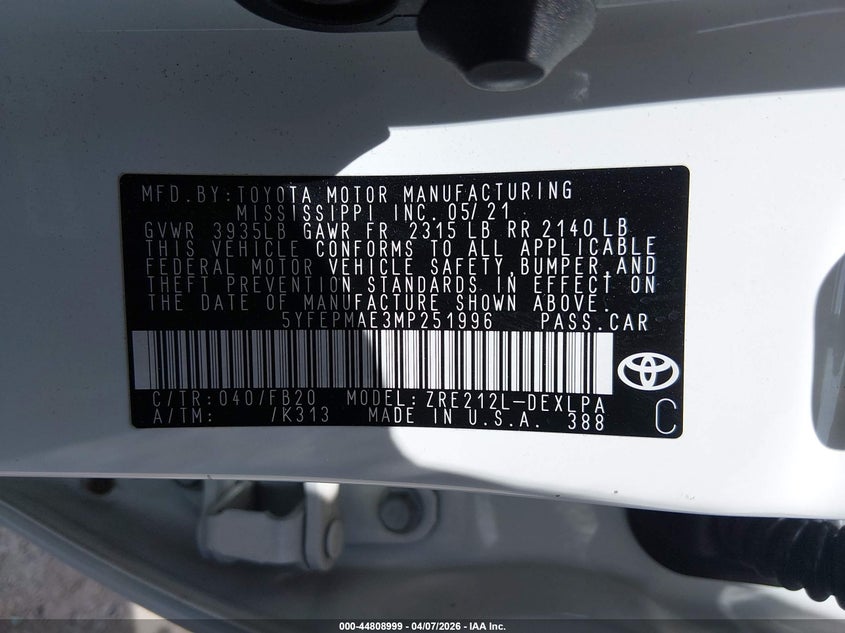 MFD.BY:TOYOTA MOTOR MANUFACTURING
MISSISSIPPI INC. 05/21
GVWR 3935LB GAWR FR 2315 LB RR 2140 LB
THIS VEHICLE CONFORMS TO ALL APPLICABLE
FEDERAL MOTOR VEHICLE SAFETY,BUMPER,AND
THEFT PREVENTION STANDARDS IN EFFECT ON
THE DATE OF MANUFACTURE SHOWN ABOVE.
5YFEPMAE3MP251996 PASS.CAR
C/TR:040/FB20 MODEL:ZRE212L-DEXLPA
A/TM: /K313 MADE IN U.S.A. 388
C
000-44808999 - 04/07/2026 - IAA Inc.